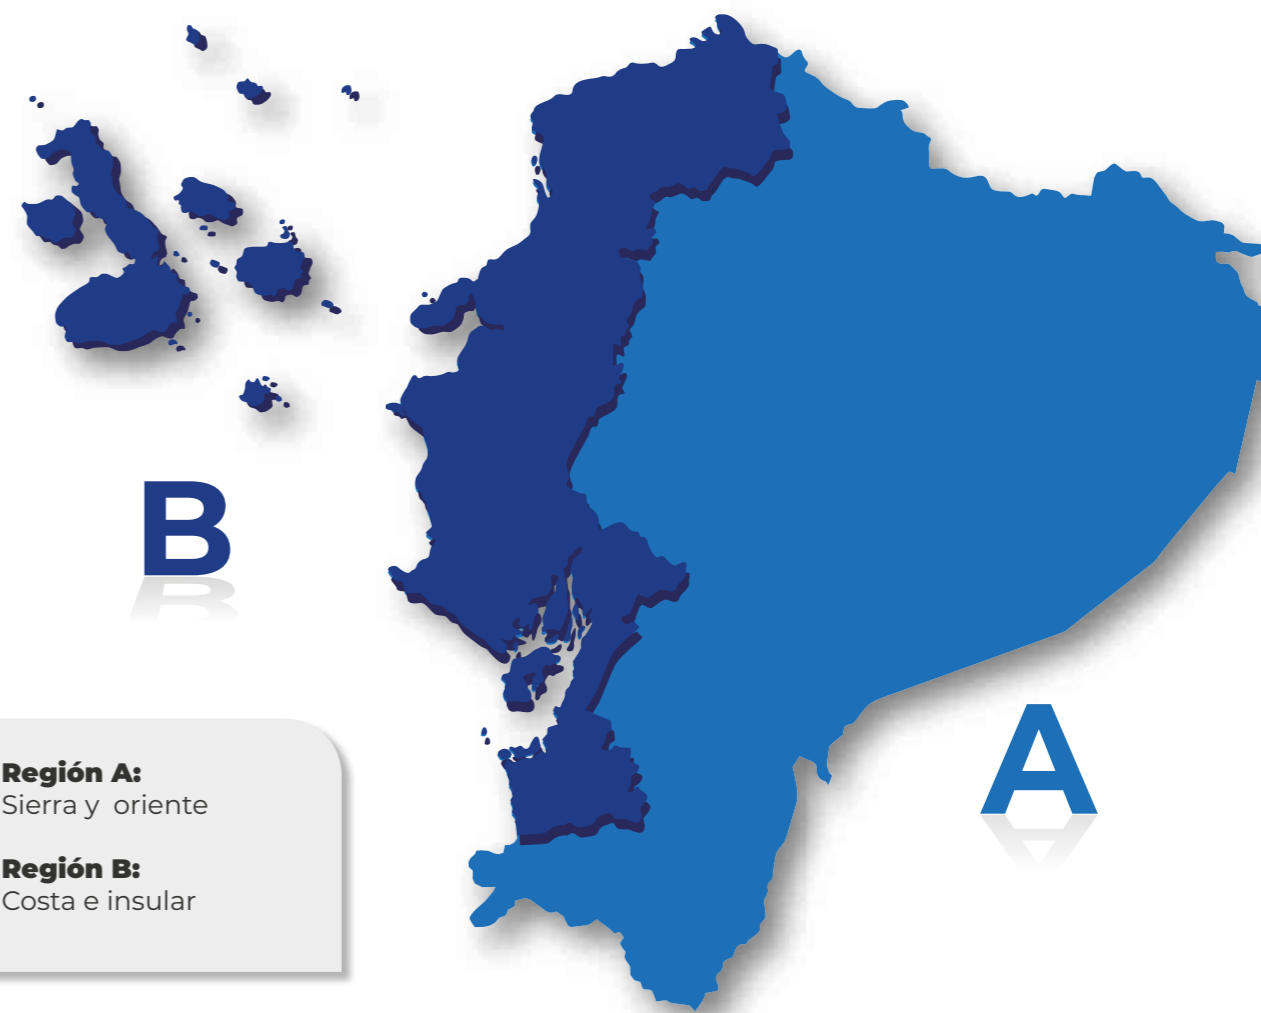 B
A
Región A:
Sierra y oriente
Región B:
Costa e insular